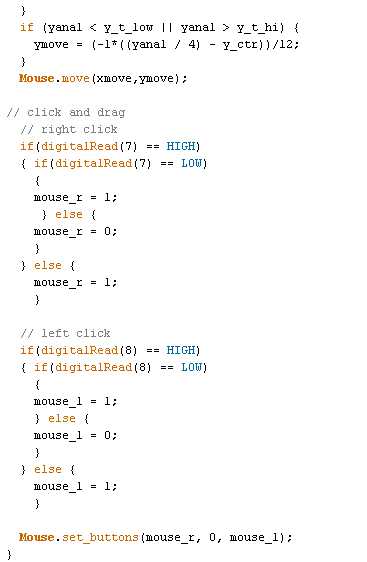 }
  if (yanal < y_t_low || yanal > y_t_hi) {
    ymove = (-1*((yanal / 4) - y_ctr))/12;
  }
  Mouse.move(xmove,ymove);

// click and drag
  // right click
  if(digitalRead(7) == HIGH)
  { if(digitalRead(7) == LOW)
    {
    mouse_r = 1;
     } else {
    mouse_r = 0;
    }
  } else {
    mouse_r = 1;
    }

  // left click
  if(digitalRead(8) == HIGH)
  { if(digitalRead(8) == LOW)
    {
    mouse_l = 1;
    } else {
    mouse_l = 0;
    }
  } else {
    mouse_l = 1;
    }

  Mouse.set_buttons(mouse_r, 0, mouse_l);
}